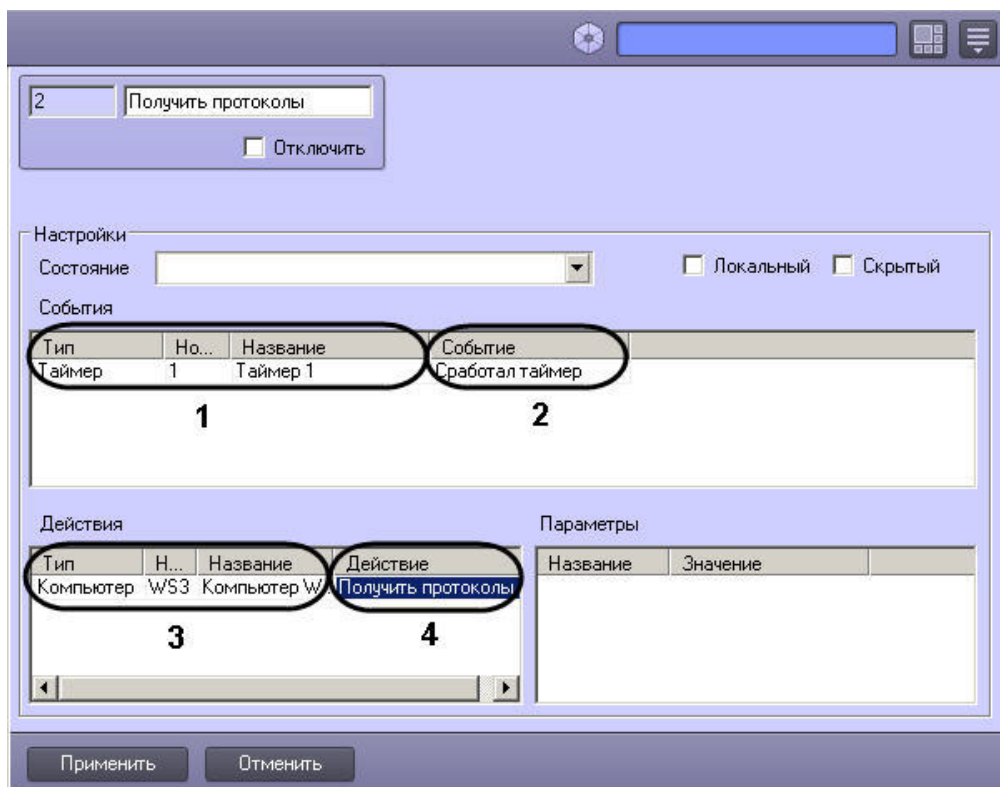 2 Получить протоколы
Отключить
Настройки
Состояние
Локальный Скрытый
События
Тип Но... Название Событие
Таймер 1 Таймер 1 Сработал таймер
1 2
Действия Параметры
Тип Н... Название Действие Название Значение
Компьютер WS3 Компьютер W... Получить протоколы
3 4
Применить Отменить